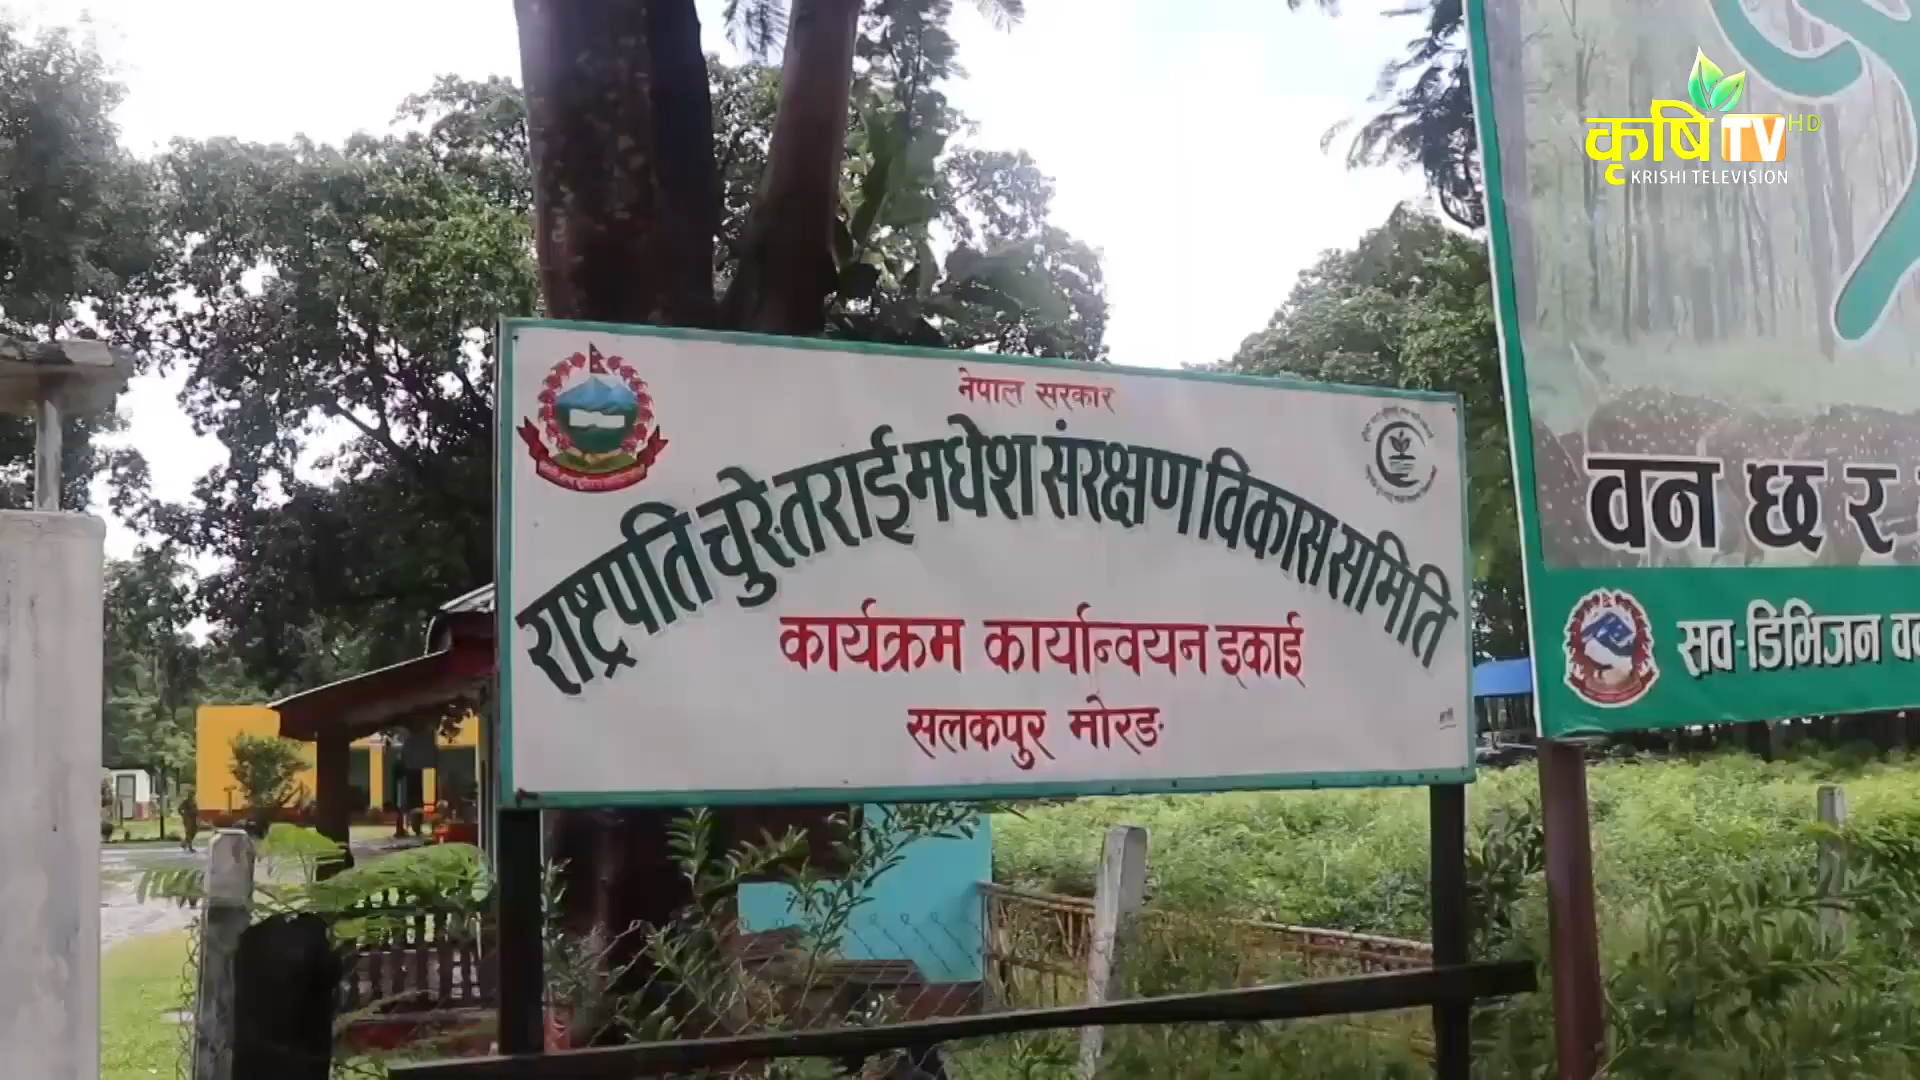 नेपाल सरकार
राष्ट्रपति चुरे-तराई मधेश संरक्षण विकास समिति
कार्यक्रम कार्यान्वयन इकाई
सलकपुर मोरङ
कृषि TV HD
KRISHI TELEVISION
वन छ र
सव-डिभिजन